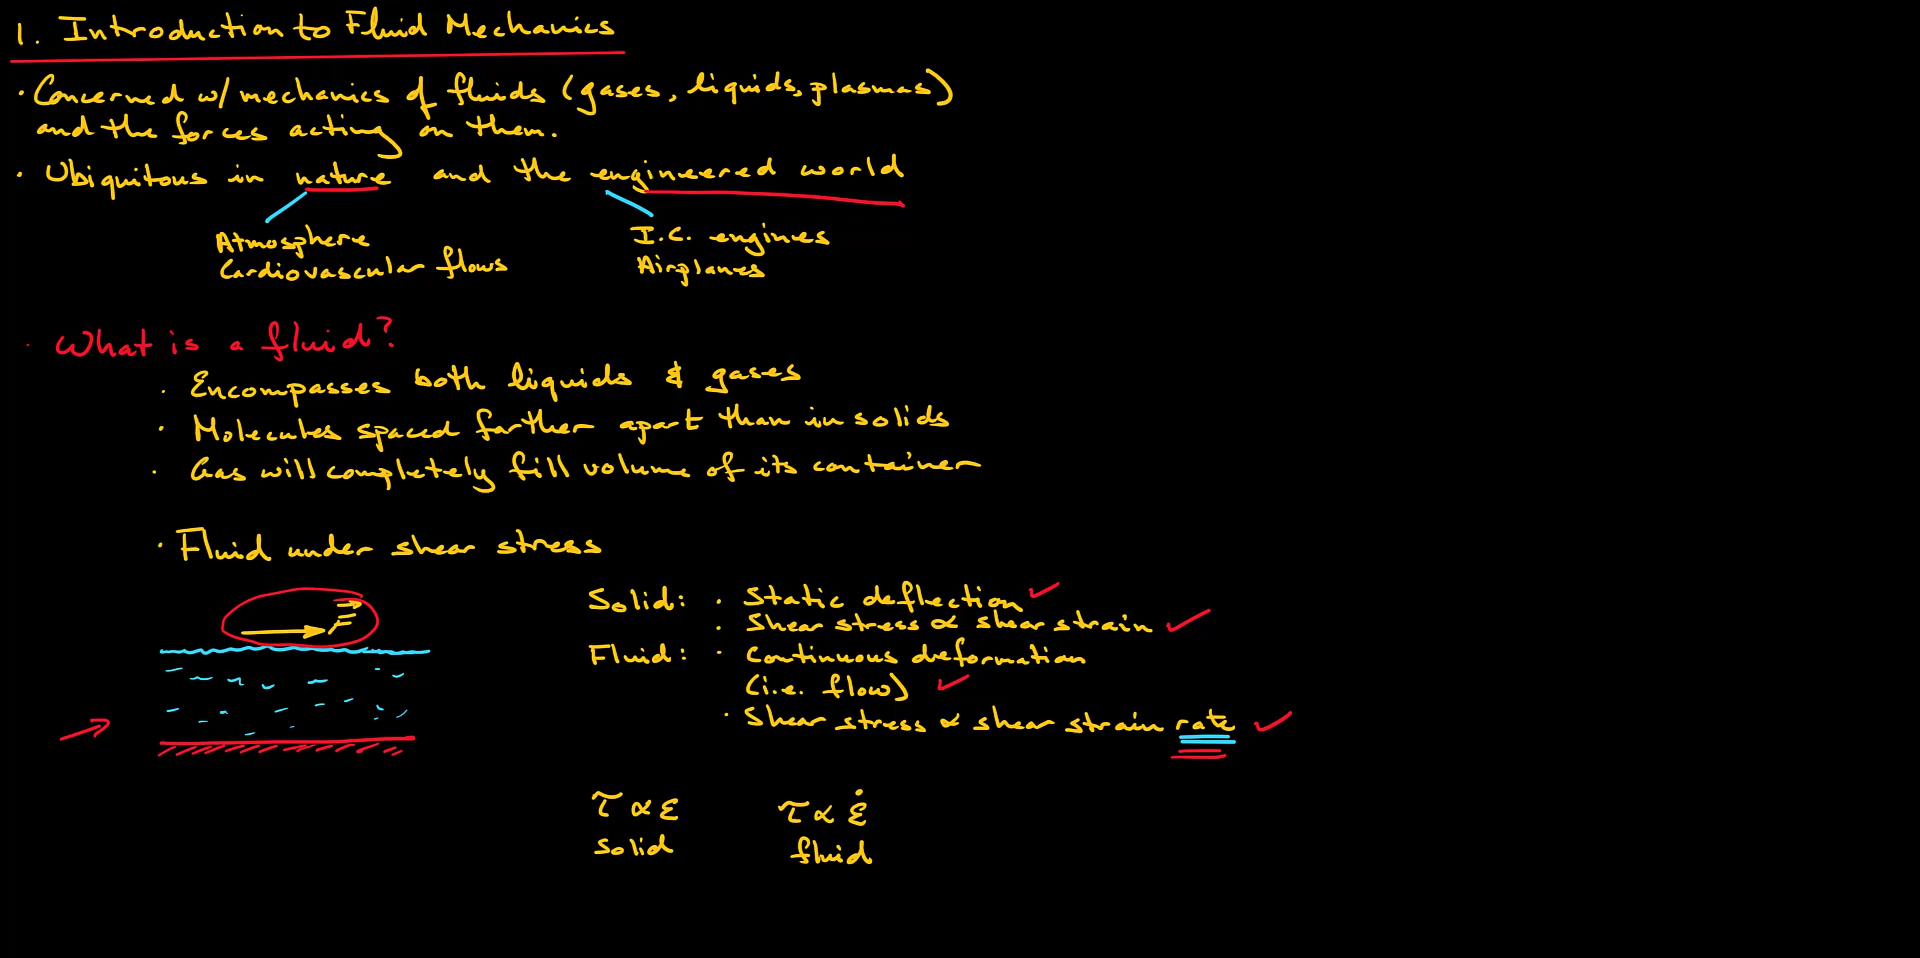 1. Introduction to Fluid Mechanics
· Concerned w/ mechanics of fluids (gases, liquids, plasmas)
and the forces acting on them.
· Ubiquitous in nature and the engineered world
Atmosphere
Cardiovascular flows
I.C. engines
Airplanes
· What is a fluid?
· Encompasses both liquids & gases
· Molecules spaced farther apart than in solids
· Gas will completely fill volume of its container
· Fluid under shear stress
Solid: · Static deflection ✓
· Shear stress ∝ shear strain ✓
Fluid: · Continuous deformation
(i.e. flow) ✓
· Shear stress ∝ shear strain rate ✓
τ ∝ ε
solid
τ ∝ ε̇
fluid